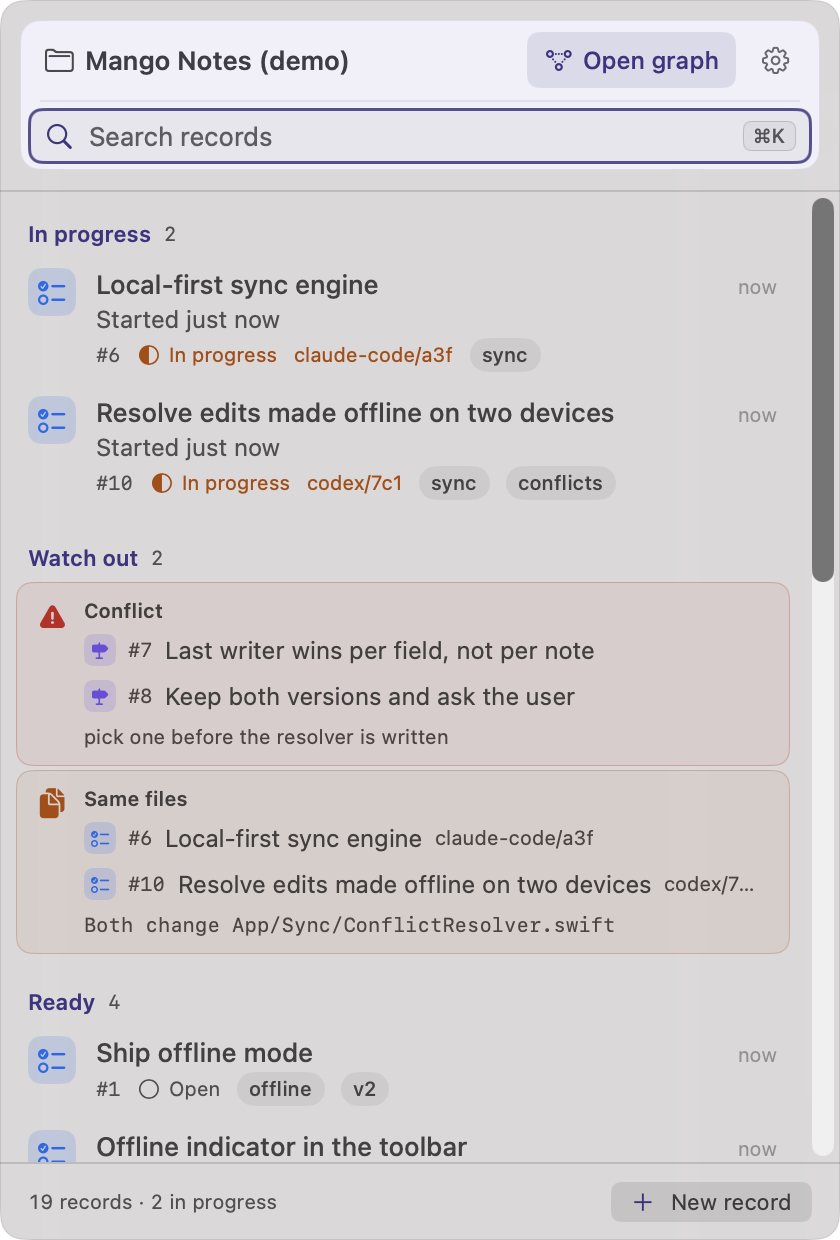 Mango Notes (demo) Open graph
Search records ⌘K
In progress 2
Local-first sync engine now
Started just now
#6 In progress claude-code/a3f sync
Resolve edits made offline on two devices now
Started just now
#10 In progress codex/7c1 sync conflicts
Watch out 2
Conflict
#7 Last writer wins per field, not per note
#8 Keep both versions and ask the user
pick one before the resolver is written
Same files
#6 Local-first sync engine claude-code/a3f
#10 Resolve edits made offline on two devices codex/7...
Both change App/Sync/ConflictResolver.swift
Ready 4
Ship offline mode now
#1 Open offline v2
Offline indicator in the toolbar now
19 records · 2 in progress + New record